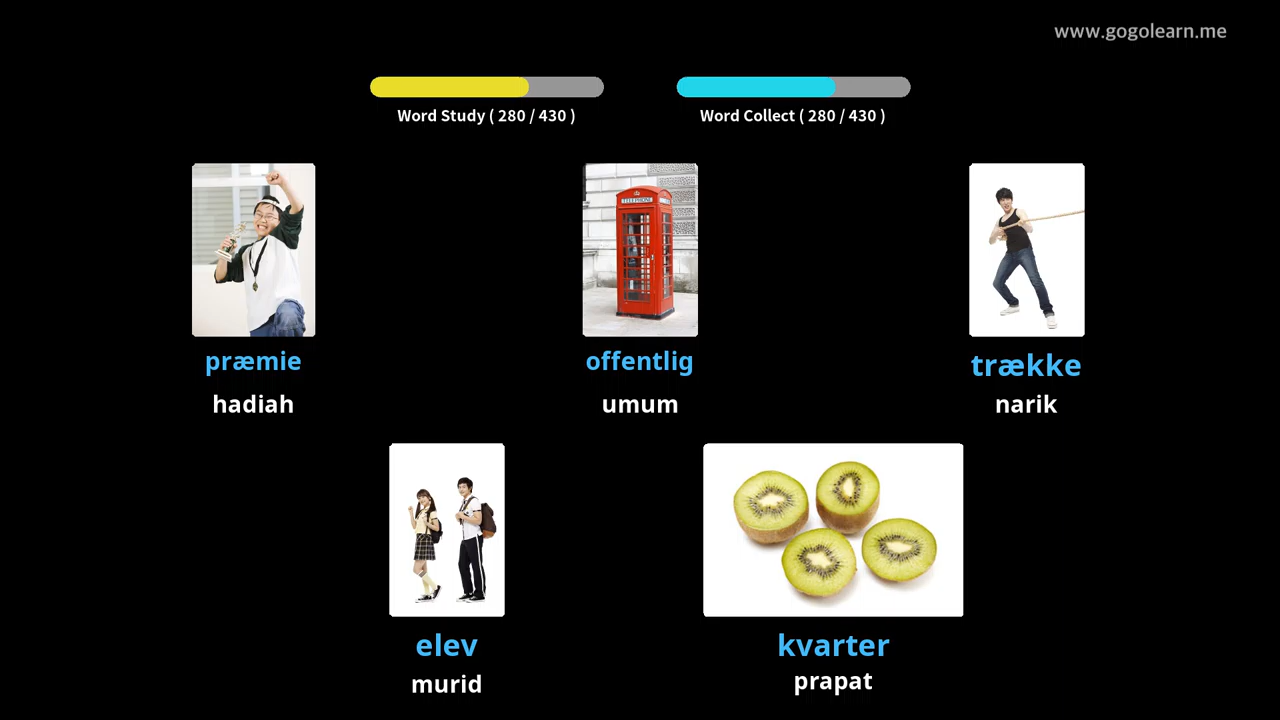 www.gogolearn.me
Word Study ( 280 / 430 )
Word Collect ( 280 / 430 )
TELEPHONE
præmie
hadiah
offentlig
umum
trække
narik
elev
murid
kvarter
prapat